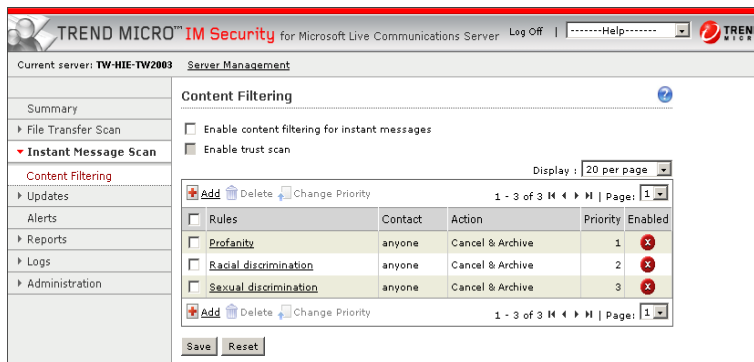 TREND MICRO™ IM Security for Microsoft Live Communications Server Log Off | -------Help-------
Current server: TW-HIE-TW2003 Server Management
Summary
File Transfer Scan
Instant Message Scan
Content Filtering
Updates
Alerts
Reports
Logs
Administration
Content Filtering
Enable content filtering for instant messages
Enable trust scan
Display : 20 per page
Add Delete Change Priority 1 - 3 of 3 | Page: 1
Rules Contact Action Priority Enabled
Profanity anyone Cancel & Archive 1
Racial discrimination anyone Cancel & Archive 2
Sexual discrimination anyone Cancel & Archive 3
Add Delete Change Priority 1 - 3 of 3 | Page: 1
Save Reset